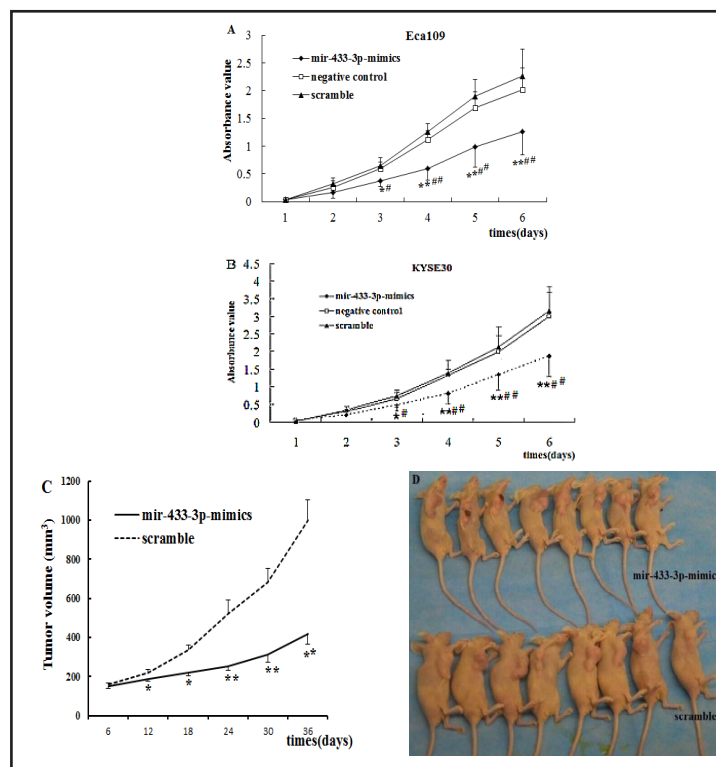 A
Eca109
mir-433-3p-mimics
negative control
scramble
Absorbance value
3
2.5
2
1.5
1
0.5
0
*#
**##
**##
**##
1 2 3 4 5 6
times(days)
B
KYSE30
mir-433-3p-mimics
negative control
scramble
Absorbance value
4.5
4
3.5
3
2.5
2
1.5
1
0.5
0
*#
**##
**##
**##
1 2 3 4 5 6
times(days)
C
mir-433-3p-mimics
scramble
Tumor volume (mm³)
1200
1000
800
600
400
200
0
*
*
**
**
**
6 12 18 24 30 36
times(days)
D
mir-433-3p-mimic
scramble